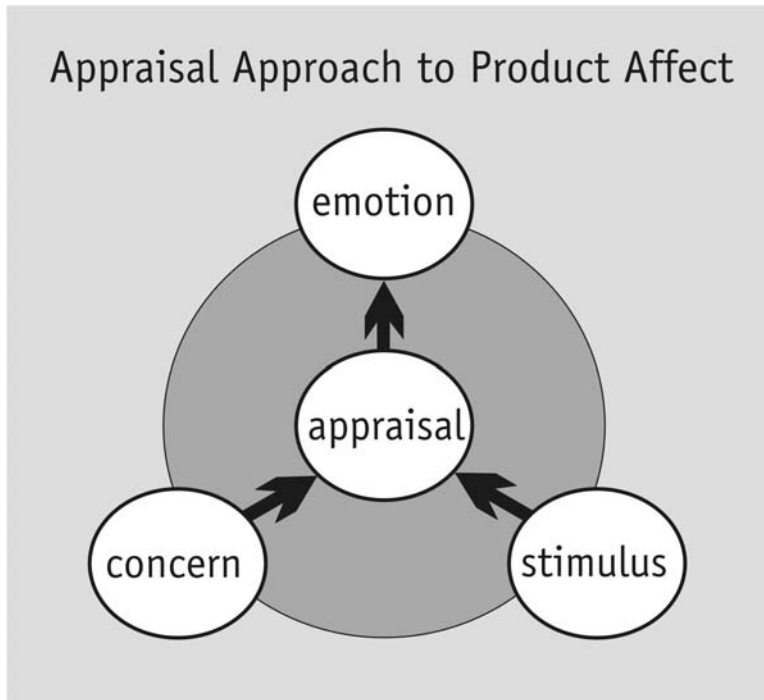 Appraisal Approach to Product Affect
emotion
appraisal
concern
stimulus